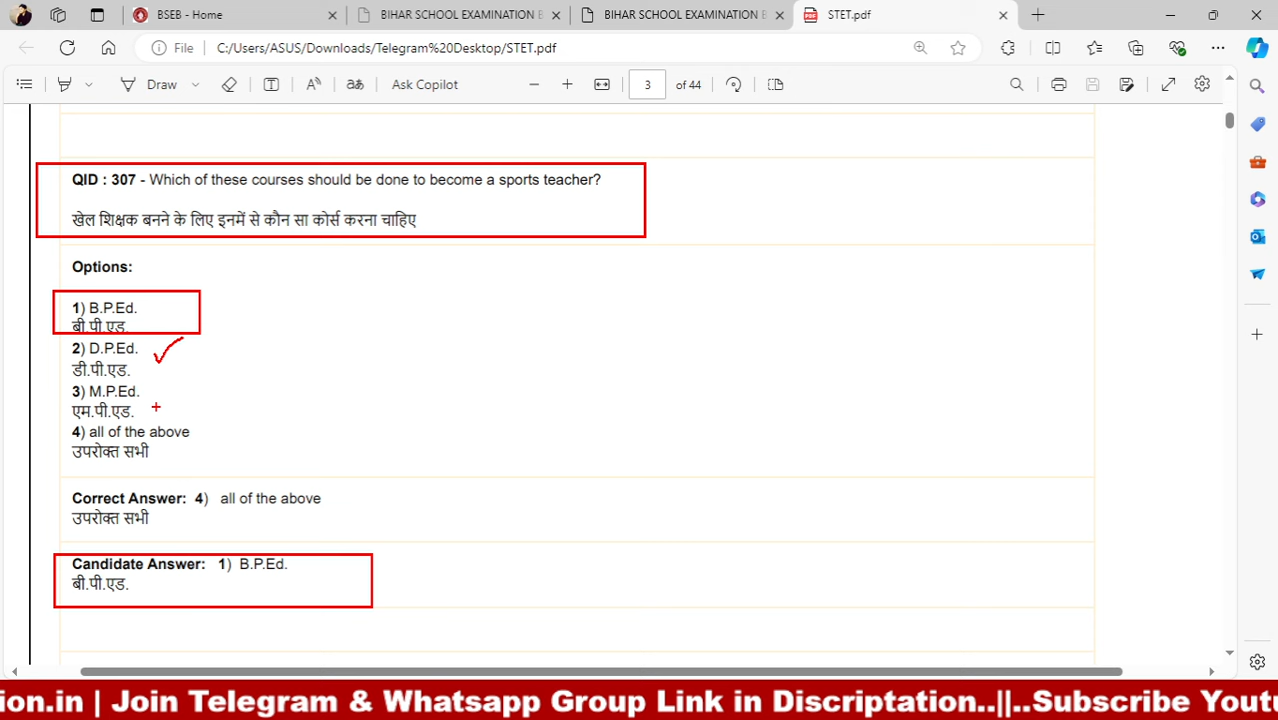 BSEB - Home
BIHAR SCHOOL EXAMINATION B
BIHAR SCHOOL EXAMINATION B
STET.pdf
File
C:/Users/ASUS/Downloads/Telegram%20Desktop/STET.pdf
Draw
Ask Copilot
3 of 44
QID : 307 - Which of these courses should be done to become a sports teacher?
खेल शिक्षक बनने के लिए इनमें से कौन सा कोर्स करना चाहिए
Options:
1) B.P.Ed.
बी.पी.एड.
2) D.P.Ed.
डी.पी.एड.
3) M.P.Ed.
एम.पी.एड.
4) all of the above
उपरोक्त सभी
Correct Answer: 4) all of the above
उपरोक्त सभी
Candidate Answer: 1) B.P.Ed.
बी.पी.एड.
ion.in | Join Telegram & Whatsapp Group Link in Discriptation..||..Subscribe Yout